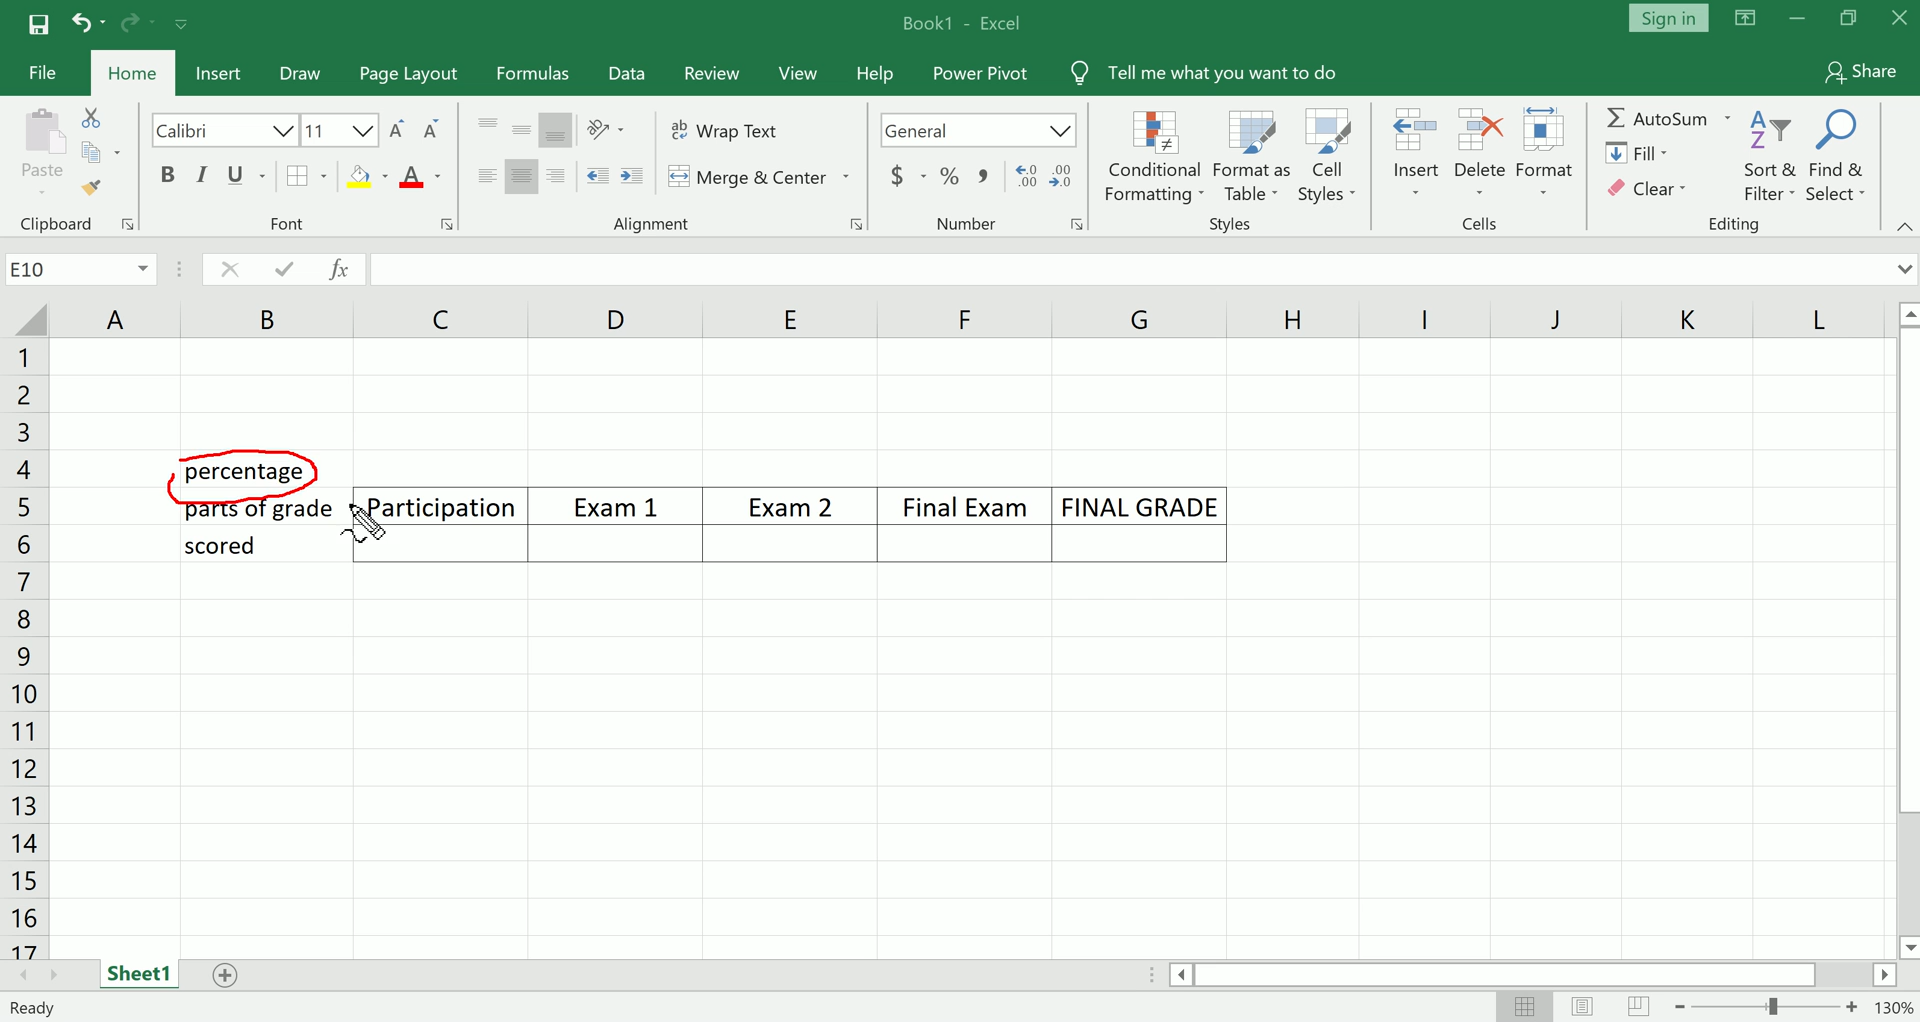 Book1 - Excel
Sign in
File Home Insert Draw Page Layout Formulas Data Review View Help Power Pivot Tell me what you want to do Share
Paste
Clipboard
Calibri 11 A A
B I U A
Font
ab Wrap Text
Merge & Center
Alignment
General
$ % , .00 .00
Number
Conditional Formatting
Format as Table
Cell Styles
Styles
Insert Delete Format
Cells
AutoSum
Fill
Clear
Sort & Filter
Find & Select
Editing
E10 fx
A B C D E F G H I J K L
1
2
3
4 percentage
5 parts of grade Participation Exam 1 Exam 2 Final Exam FINAL GRADE
6 scored
7
8
9
10
11
12
13
14
15
16
17
Sheet1
Ready 130%